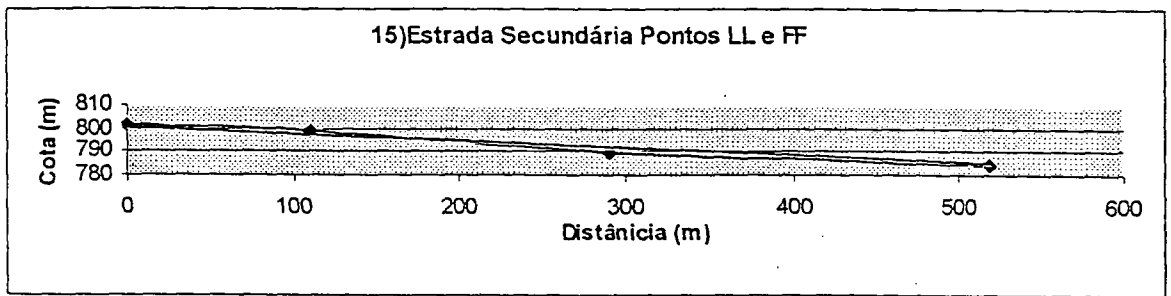 15)Estrada Secundária Pontos LL e FF
Cota (m)
810
800
790
780
0 100 200 300 400 500 600
Distânicia (m)